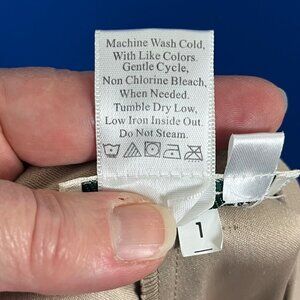 Machine Wash Cold,
With Like Colors.
Gentle Cycle,
Non Chlorine Bleach,
When Needed.
Tumble Dry Low,
Low Iron Inside Out.
Do Not Steam.
1